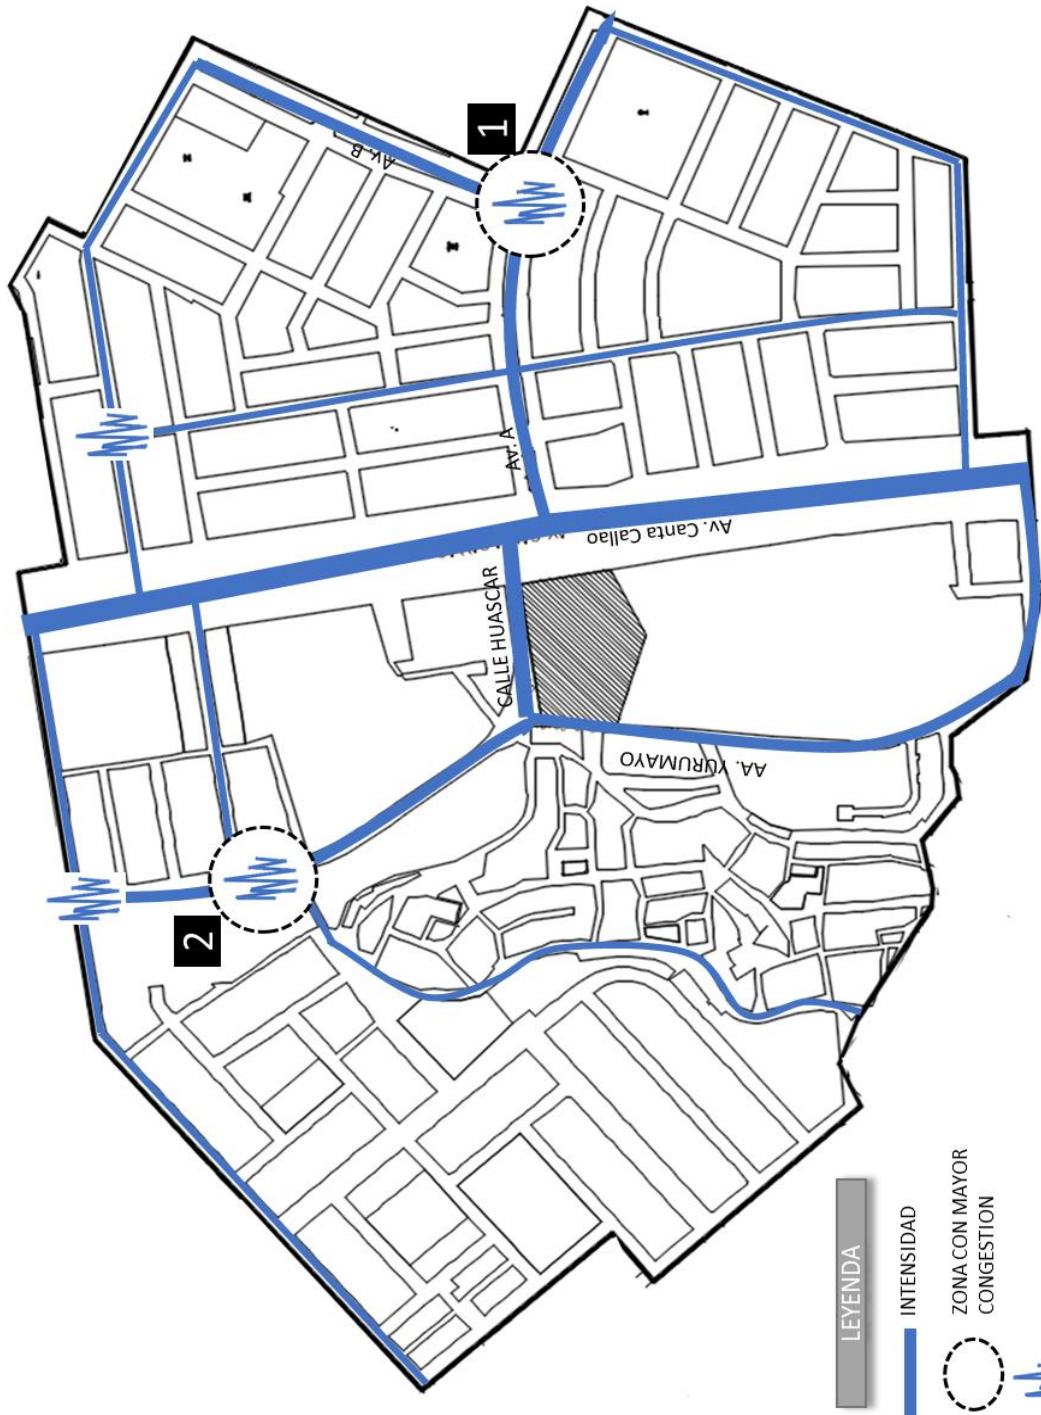 1
Av. B
Av. A
Av. Canta Callao
CALLE HUASCAR
AA. YURUMAYO
2
LEYENDA
INTENSIDAD
ZONA CON MAYOR
CONGESTION